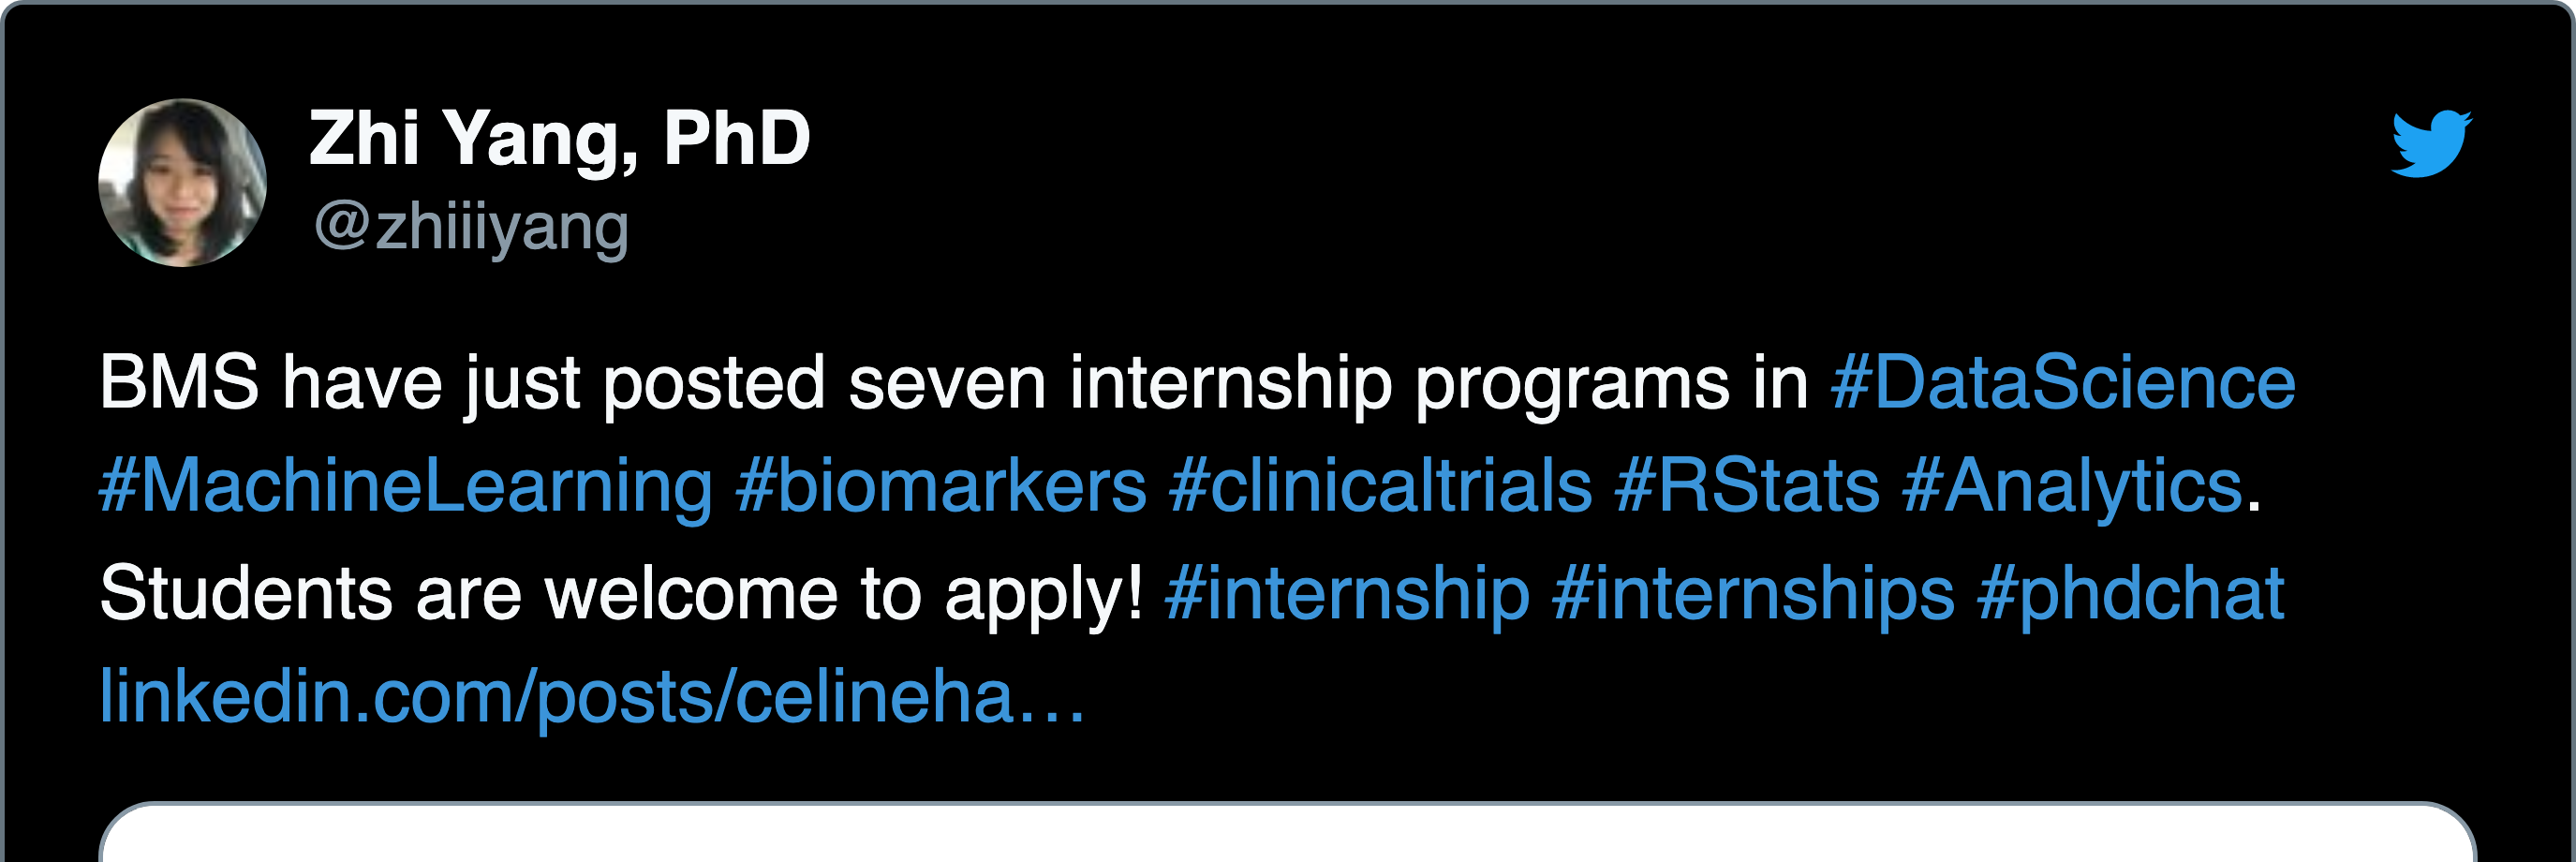 Zhi Yang, PhD
@zhiiiyang
BMS have just posted seven internship programs in #DataScience
#MachineLearning #biomarkers #clinicaltrials #RStats #Analytics.
Students are welcome to apply! #internship #internships #phdchat
linkedin.com/posts/celineha…